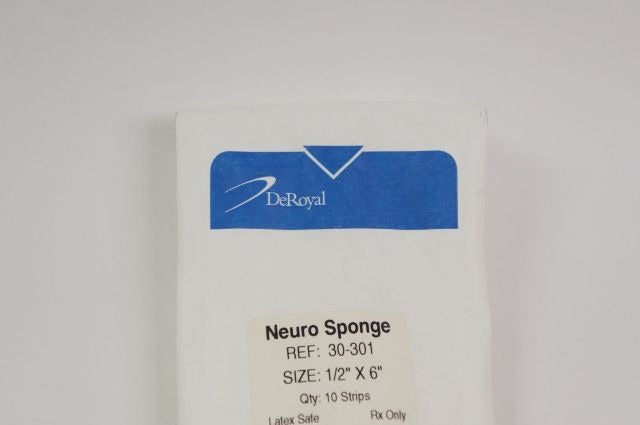 DeRoyal
Neuro Sponge
REF: 30-301
SIZE: 1/2" X 6"
Qty: 10 Strips
Latex Safe Rx Only